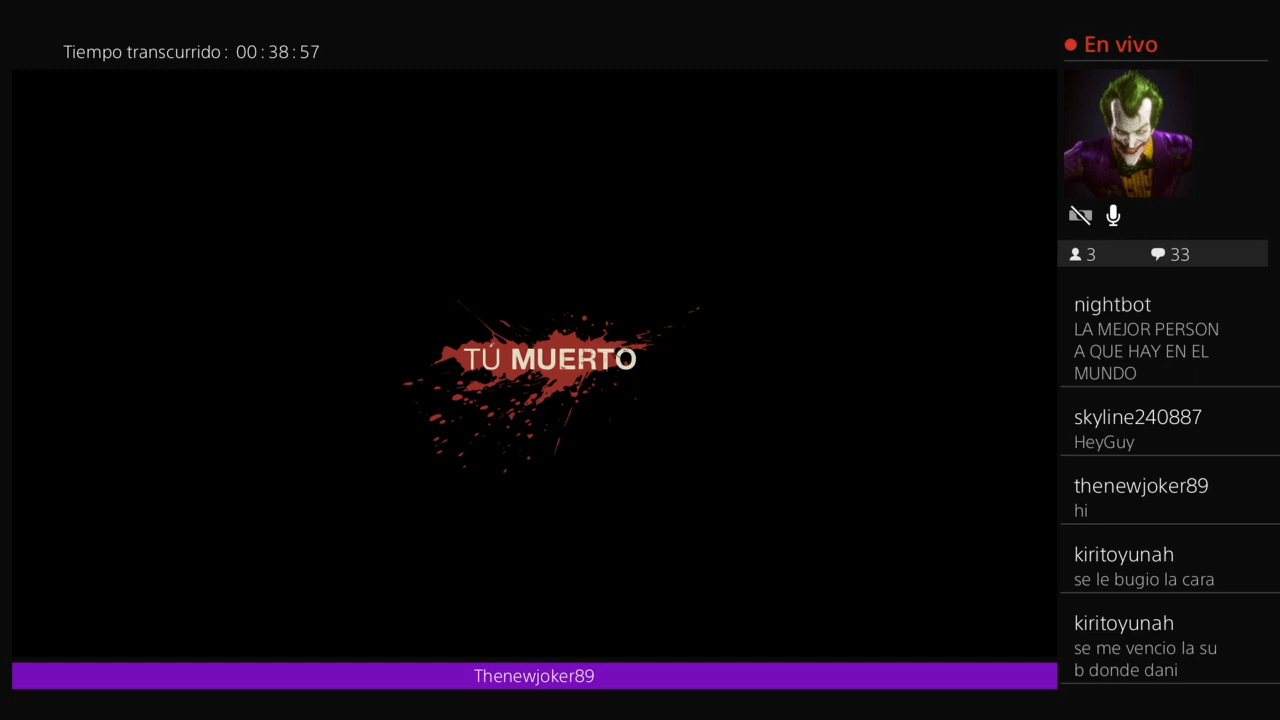 Tiempo transcurrido : 00 : 38 : 57
En vivo
3 33
TÚ MUERTO
nightbot
LA MEJOR PERSON
A QUE HAY EN EL
MUNDO
skyline240887
HeyGuy
thenewjoker89
hi
kiritoyunah
se le bugio la cara
kiritoyunah
se me vencio la su
b donde dani
Thenewjoker89